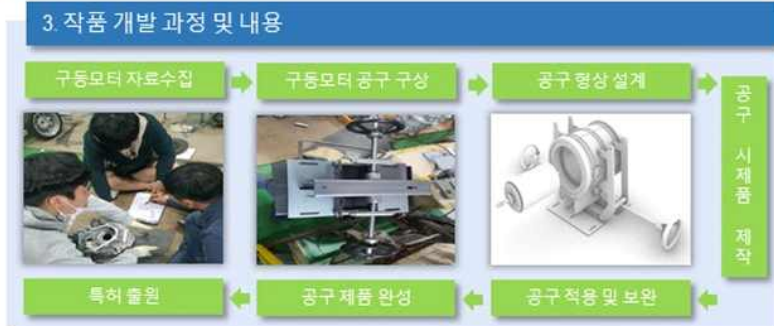 3. 작품 개발 과정 및 내용
구동모터 자료수집
구동모터 공구 구상
공구 형상 설계
공구 시제품 제작
공구 적용 및 보완
공구 제품 완성
특허 출원